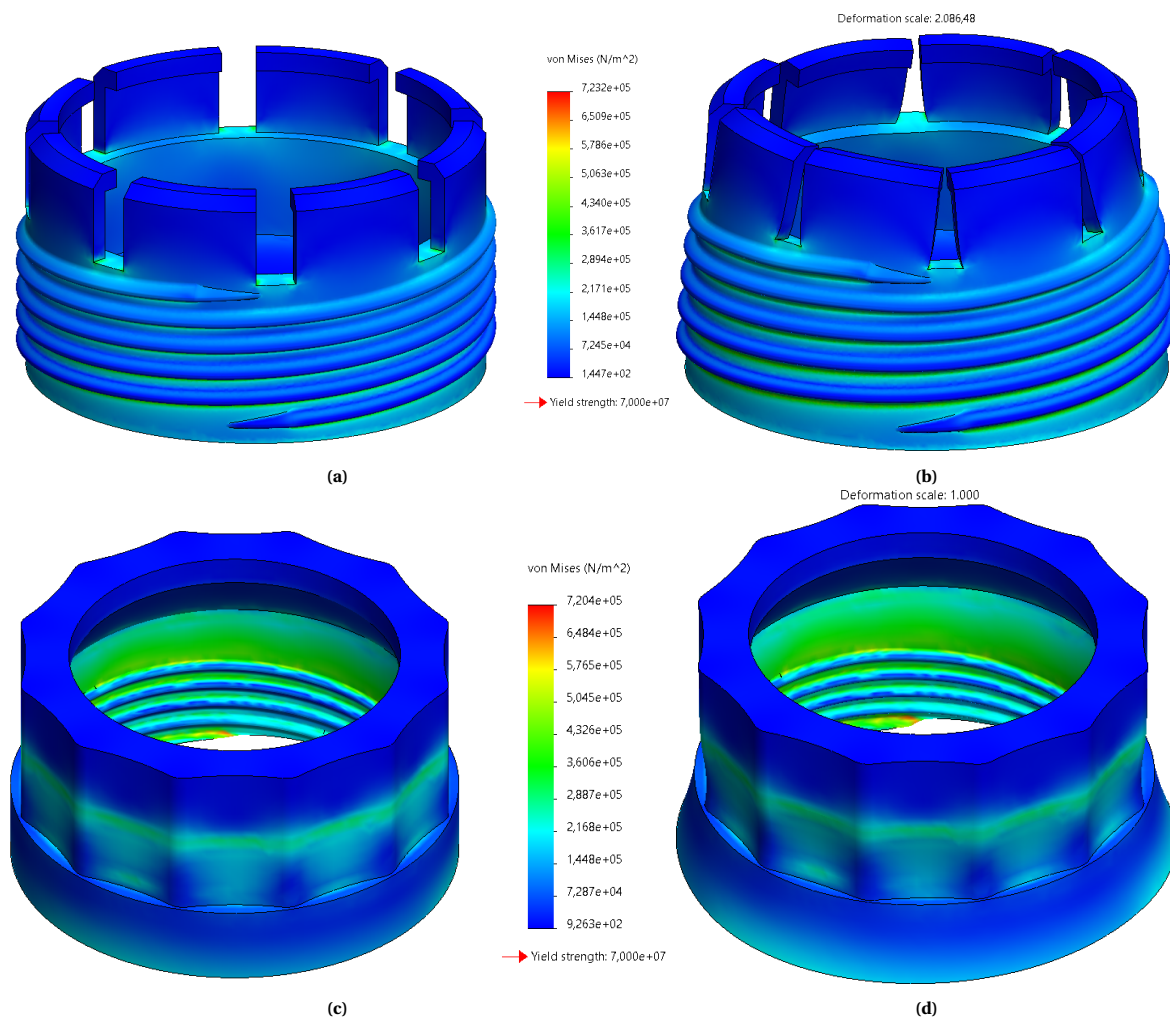 Deformation scale: 2.086,48
von Mises (N/m^2)
7,232e+05
6,509e+05
5,786e+05
5,063e+05
4,340e+05
3,617e+05
2,894e+05
2,171e+05
1,448e+05
7,245e+04
1,447e+02
Yield strength: 7,000e+07
(a)
(b)
Deformation scale: 1.000
von Mises (N/m^2)
7,204e+05
6,484e+05
5,765e+05
5,045e+05
4,326e+05
3,606e+05
2,887e+05
2,168e+05
1,448e+05
7,287e+04
9,263e+02
Yield strength: 7,000e+07
(c)
(d)